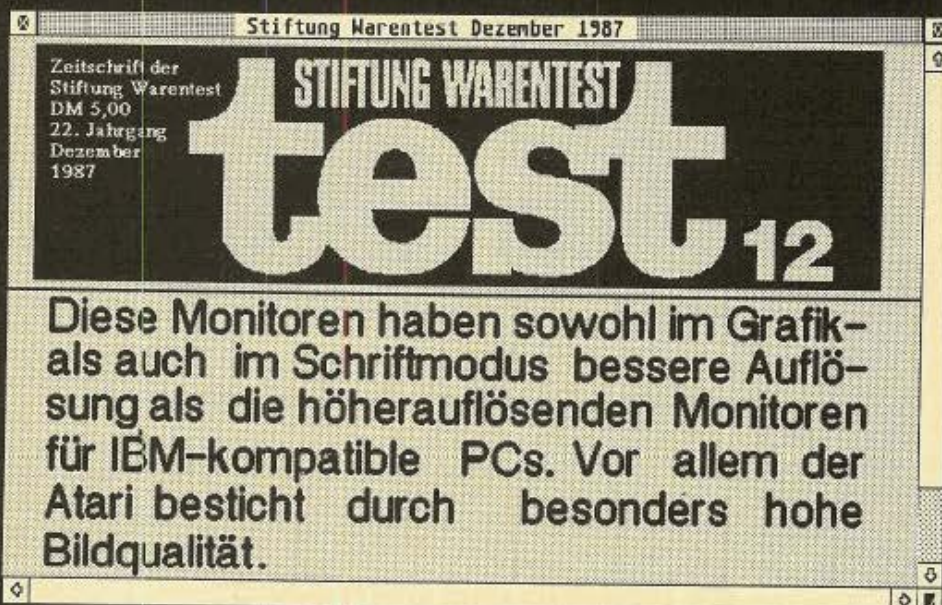 Stiftung Warentest Dezember 1987
Zeitschrift der
Stiftung Warentest
DM 5,00
22. Jahrgang
Dezember
1987
STIFTUNG WARENTEST
test 12
Diese Monitoren haben sowohl im Grafik-
als auch im Schriftmodus bessere Auflö-
sung als die höherauflösenden Monitoren
für IBM-kompatible PCs. Vor allem der
Atari besticht durch besonders hohe
Bildqualität.